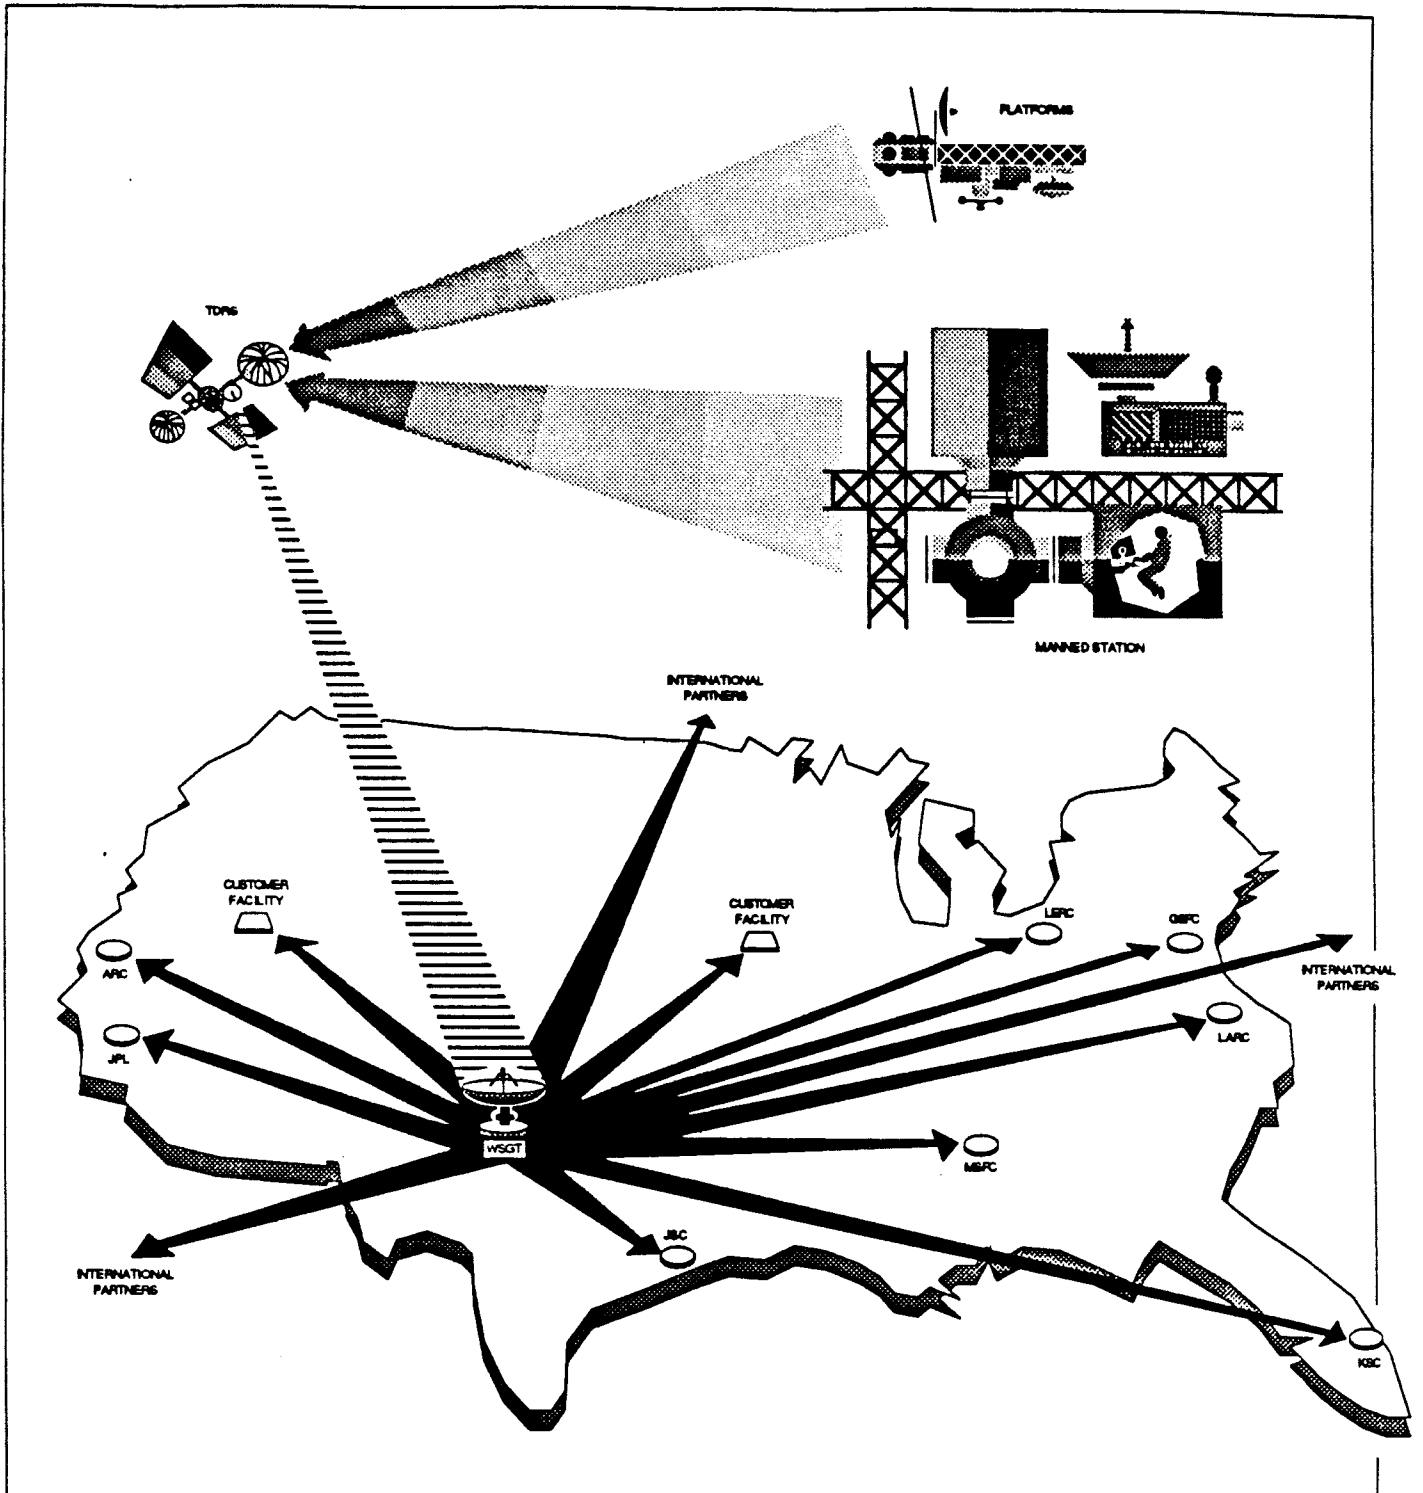 PLATFORMS
TDRS
MANNED STATION
INTERNATIONAL
PARTNERS
CUSTOMER
FACILITY
CUSTOMER
FACILITY
LERC
GSFC
ARC
INTERNATIONAL
PARTNERS
JPL
LARC
WSGT
MSFC
JSC
INTERNATIONAL
PARTNERS
KSC